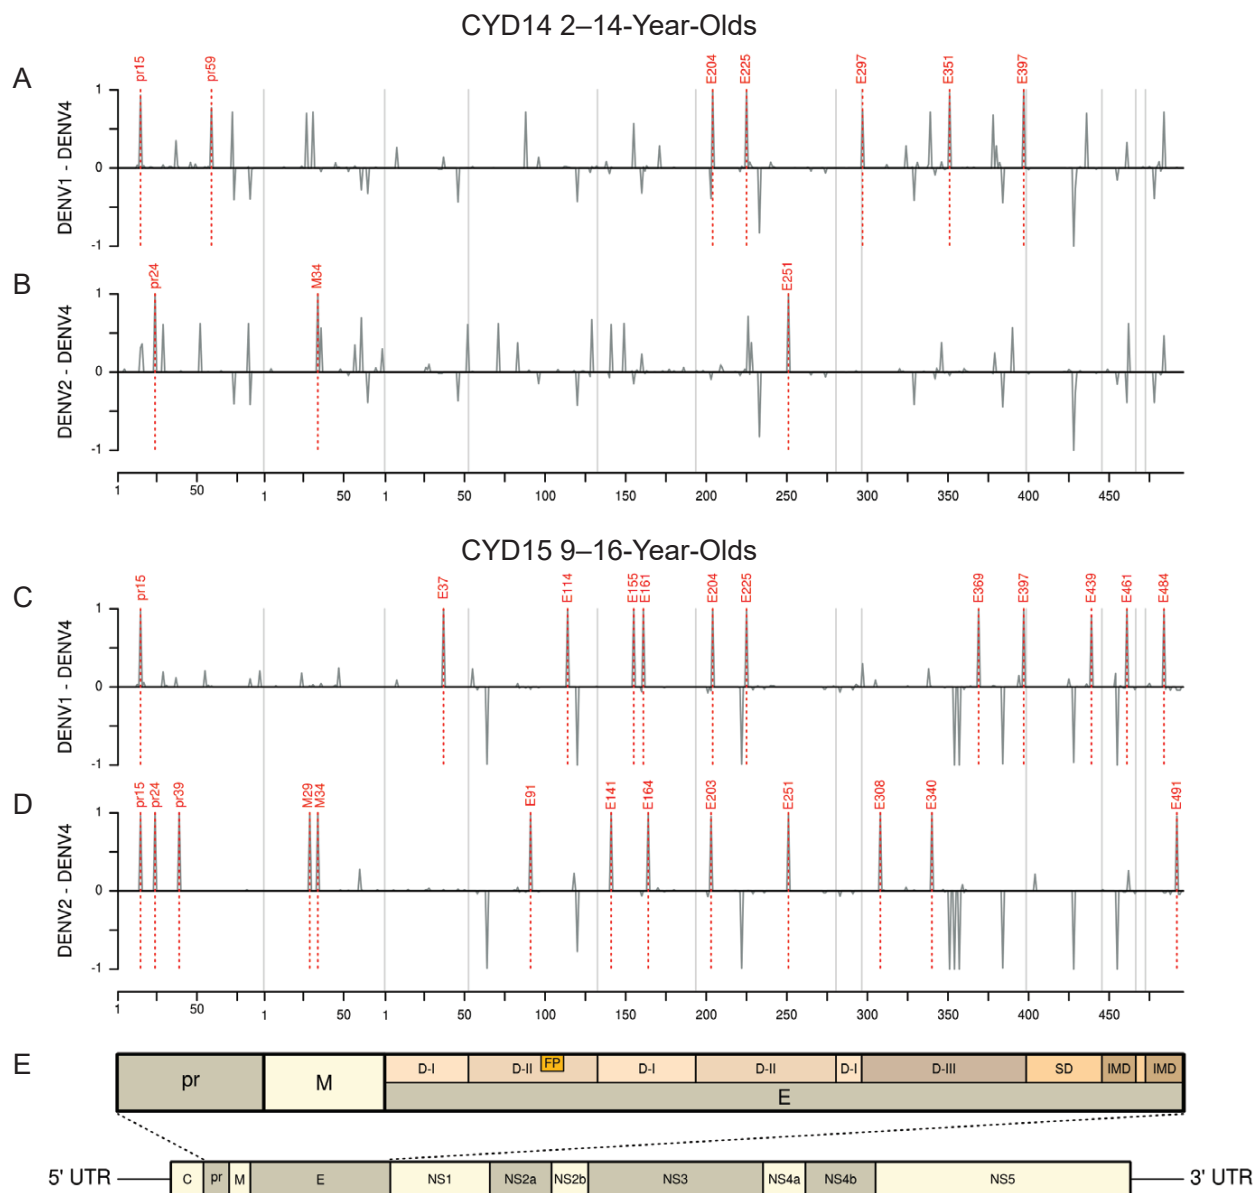 CYD14 2–14-Year-Olds
A
pr15 pr59 E204 E225 E297 E351 E397
DENV1 - DENV4
1
0
-1
B
pr24 M34 E251
DENV2 - DENV4
1
0
-1
1 50 1 50 1 50 100 150 200 250 300 350 400 450
CYD15 9–16-Year-Olds
C
pr15 E37 E114 E155 E161 E204 E225 E369 E397 E439 E461 E484
DENV1 - DENV4
1
0
-1
D
pr15 pr24 pr39 M29 M34 E91 E141 E164 E203 E251 E308 E340 E491
DENV2 - DENV4
1
0
-1
1 50 1 50 1 50 100 150 200 250 300 350 400 450
E
pr M D-I D-II FP D-I D-II D-I D-III SD IMD IMD
E
5' UTR C pr M E NS1 NS2a NS2b NS3 NS4a NS4b NS5 3' UTR